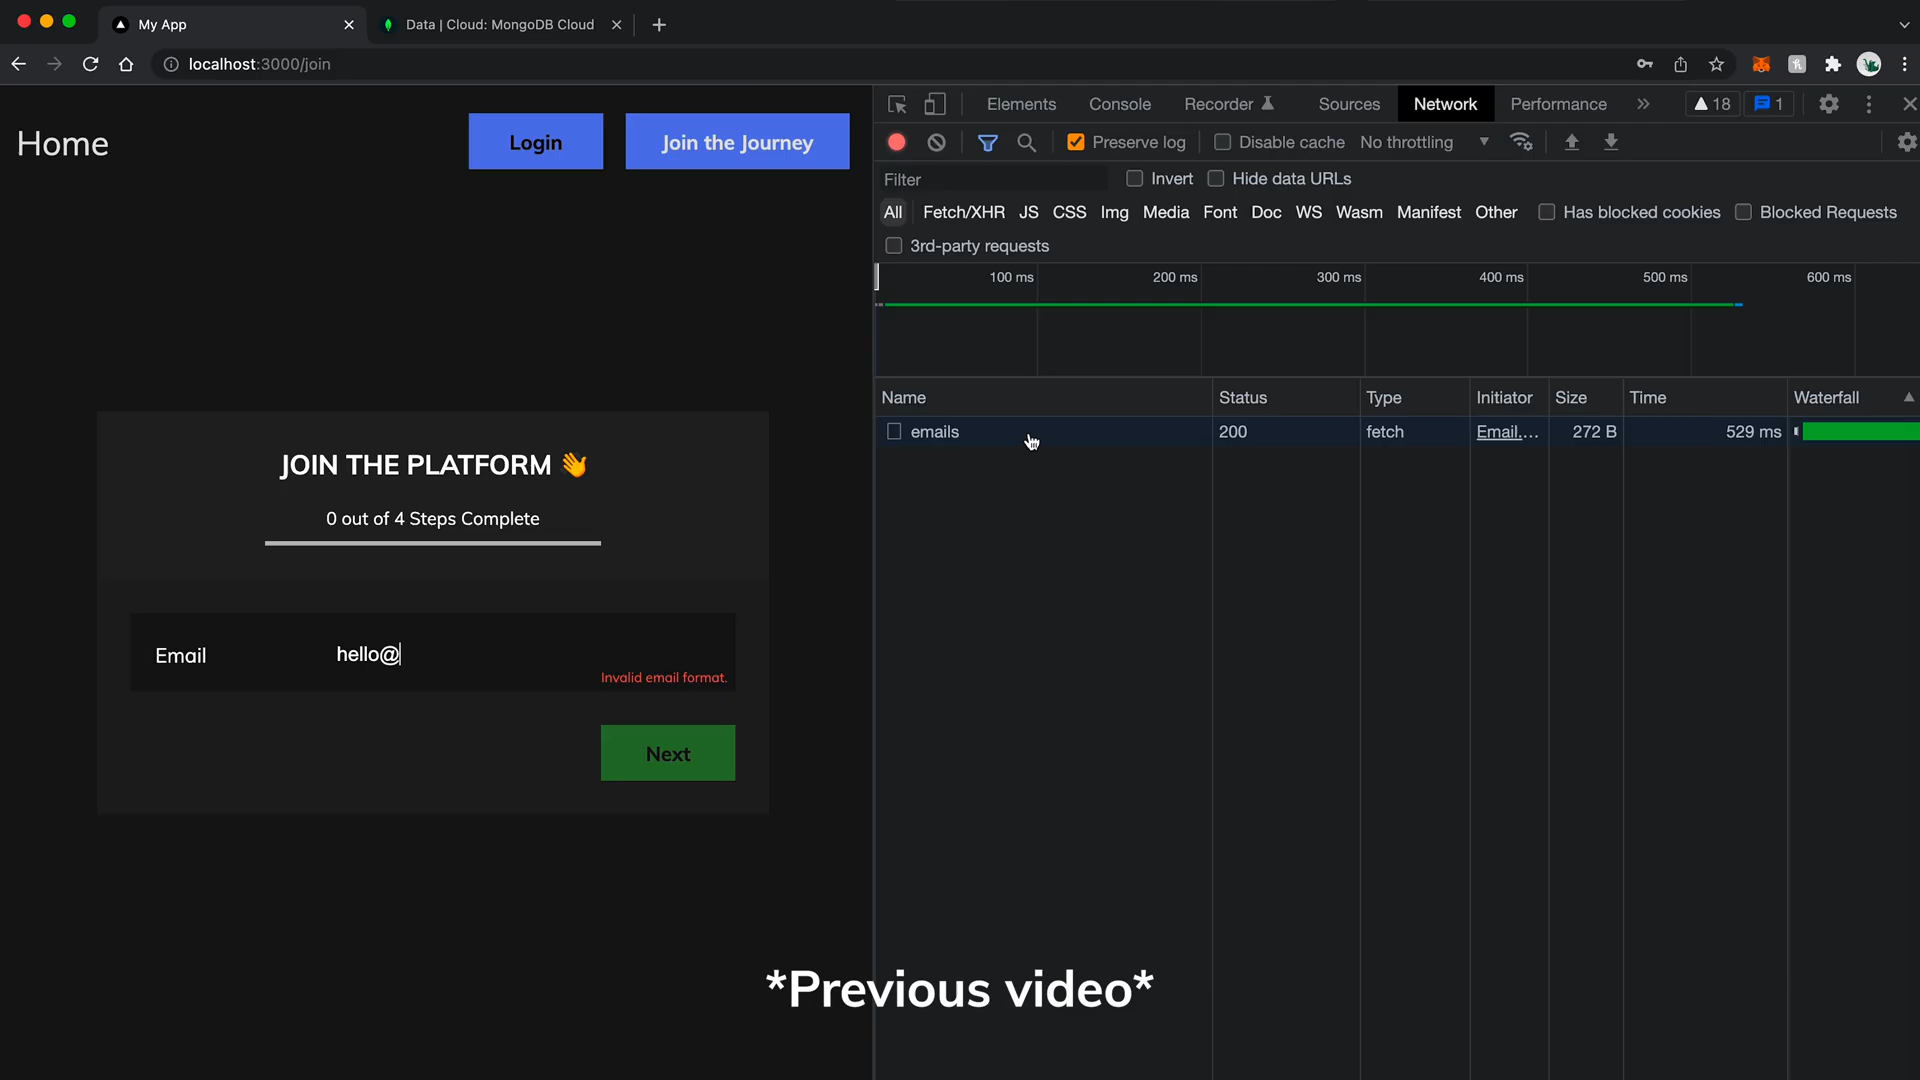 My App
Data | Cloud: MongoDB Cloud
localhost:3000/join
Home
Login
Join the Journey
JOIN THE PLATFORM 👋
0 out of 4 Steps Complete
Email
hello@
Invalid email format.
Next
Elements
Console
Recorder
Sources
Network
Performance
18
1
Preserve log
Disable cache
No throttling
Filter
Invert
Hide data URLs
All
Fetch/XHR
JS
CSS
Img
Media
Font
Doc
WS
Wasm
Manifest
Other
Has blocked cookies
Blocked Requests
3rd-party requests
100 ms
200 ms
300 ms
400 ms
500 ms
600 ms
Name
Status
Type
Initiator
Size
Time
Waterfall
emails
200
fetch
Email....
272 B
529 ms
*Previous video*